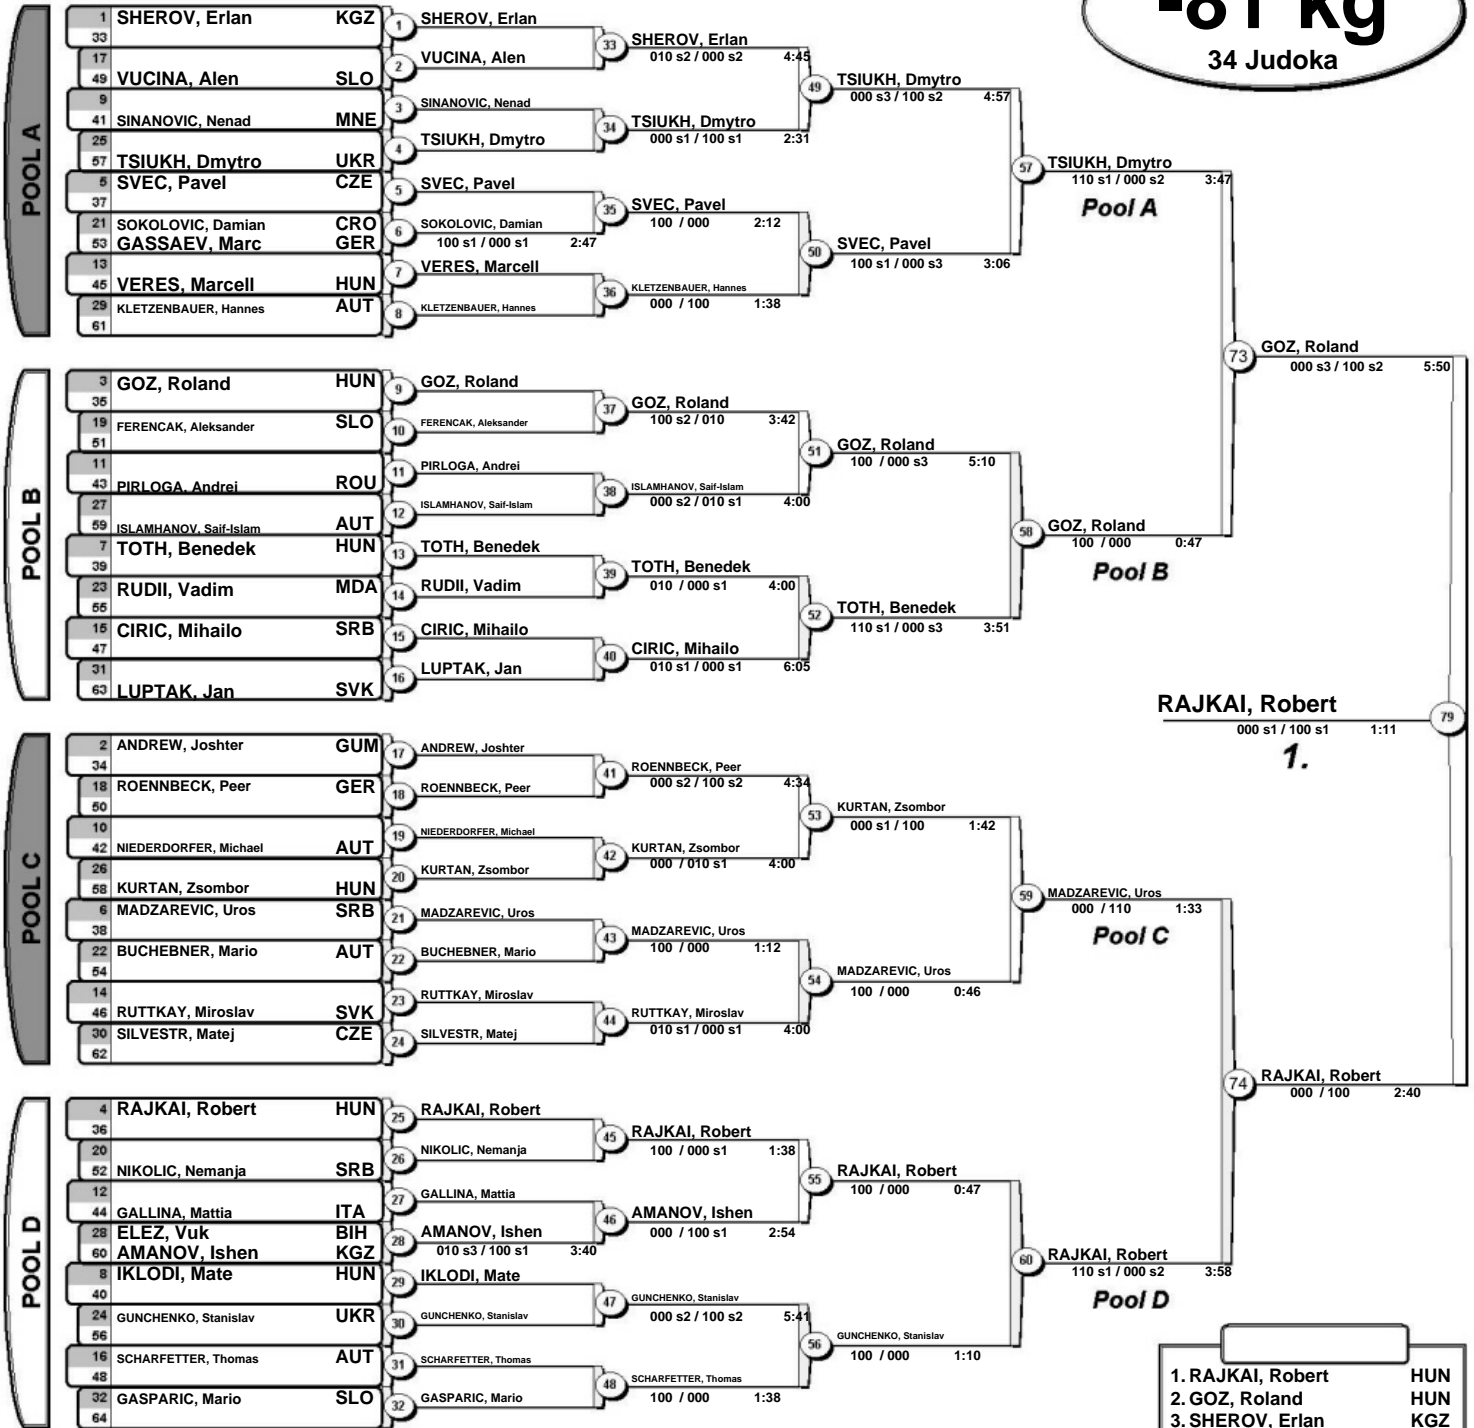 -81 kg
34 Judoka
POOL A
1 SHEROV, Erlan KGZ
33
17
49 VUCINA, Alen SLO
9
41 SINANOVIC, Nenad MNE
25
57 TSIUKH, Dmytro UKR
5 SVEC, Pavel CZE
37
21 SOKOLOVIC, Damian CRO
53 GASSAEV, Marc GER
13
45 VERES, Marcell HUN
29 KLETZENBAUER, Hannes AUT
61
1 SHEROV, Erlan
2 VUCINA, Alen
3 SINANOVIC, Nenad
4 TSIUKH, Dmytro
5 SVEC, Pavel
6 SOKOLOVIC, Damian
100 s1 / 000 s1 2:47
7 VERES, Marcell
8 KLETZENBAUER, Hannes
33 SHEROV, Erlan
010 s2 / 000 s2 4:45
34 TSIUKH, Dmytro
000 s1 / 100 s1 2:31
35 SVEC, Pavel
100 / 000 2:12
36 KLETZENBAUER, Hannes
000 / 100 1:38
49 TSIUKH, Dmytro
000 s3 / 100 s2 4:57
50 SVEC, Pavel
100 s1 / 000 s3 3:06
57 TSIUKH, Dmytro
110 s1 / 000 s2 3:47
Pool A
POOL B
3 GOZ, Roland HUN
35
19 FERENCAK, Aleksander SLO
51
11
43 PIRLOGA, Andrei ROU
27
59 ISLAMHANOV, Saif-Islam AUT
7 TOTH, Benedek HUN
39
23 RUDII, Vadim MDA
55
15 CIRIC, Mihailo SRB
47
31
63 LUPTAK, Jan SVK
9 GOZ, Roland
10 FERENCAK, Aleksander
11 PIRLOGA, Andrei
12 ISLAMHANOV, Saif-Islam
13 TOTH, Benedek
14 RUDII, Vadim
15 CIRIC, Mihailo
16 LUPTAK, Jan
37 GOZ, Roland
100 s2 / 010 3:42
38 ISLAMHANOV, Saif-Islam
000 s2 / 010 s1 4:00
39 TOTH, Benedek
010 / 000 s1 4:00
40 CIRIC, Mihailo
010 s1 / 000 s1 6:05
51 GOZ, Roland
100 / 000 s3 5:10
52 TOTH, Benedek
110 s1 / 000 s3 3:51
58 GOZ, Roland
100 / 000 0:47
Pool B
73 GOZ, Roland
000 s3 / 100 s2 5:50
RAJKAI, Robert 79
000 s1 / 100 s1 1:11
1.
POOL C
2 ANDREW, Joshter GUM
34
18 ROENNBECK, Peer GER
50
10
42 NIEDERDORFER, Michael AUT
26
58 KURTAN, Zsombor HUN
6 MADZAREVIC, Uros SRB
38
22 BUCHEBNER, Mario AUT
54
14
46 RUTTKAY, Miroslav SVK
30 SILVESTR, Matej CZE
62
17 ANDREW, Joshter
18 ROENNBECK, Peer
19 NIEDERDORFER, Michael
20 KURTAN, Zsombor
21 MADZAREVIC, Uros
22 BUCHEBNER, Mario
23 RUTTKAY, Miroslav
24 SILVESTR, Matej
41 ROENNBECK, Peer
000 s2 / 100 s2 4:34
42 KURTAN, Zsombor
000 / 010 s1 4:00
43 MADZAREVIC, Uros
100 / 000 1:12
44 RUTTKAY, Miroslav
010 s1 / 000 s1 4:00
53 KURTAN, Zsombor
000 s1 / 100 1:42
54 MADZAREVIC, Uros
100 / 000 0:46
59 MADZAREVIC, Uros
000 / 110 1:33
Pool C
POOL D
4 RAJKAI, Robert HUN
36
20
52 NIKOLIC, Nemanja SRB
12
44 GALLINA, Mattia ITA
28 ELEZ, Vuk BIH
60 AMANOV, Ishen KGZ
8 IKLODI, Mate HUN
40
24 GUNCHENKO, Stanislav UKR
56
16 SCHARFETTER, Thomas AUT
48
32 GASPARIC, Mario SLO
64
25 RAJKAI, Robert
26 NIKOLIC, Nemanja
27 GALLINA, Mattia
28 AMANOV, Ishen
010 s3 / 100 s1 3:40
29 IKLODI, Mate
30 GUNCHENKO, Stanislav
31 SCHARFETTER, Thomas
32 GASPARIC, Mario
45 RAJKAI, Robert
100 / 000 s1 1:38
46 AMANOV, Ishen
000 / 100 s1 2:54
47 GUNCHENKO, Stanislav
000 s2 / 100 s2 5:41
48 SCHARFETTER, Thomas
100 / 000 1:38
55 RAJKAI, Robert
100 / 000 0:47
56 GUNCHENKO, Stanislav
100 / 000 1:10
60 RAJKAI, Robert
110 s1 / 000 s2 3:58
Pool D
74 RAJKAI, Robert
000 / 100 2:40
1. RAJKAI, Robert HUN
2. GOZ, Roland HUN
3. SHEROV, Erlan KGZ